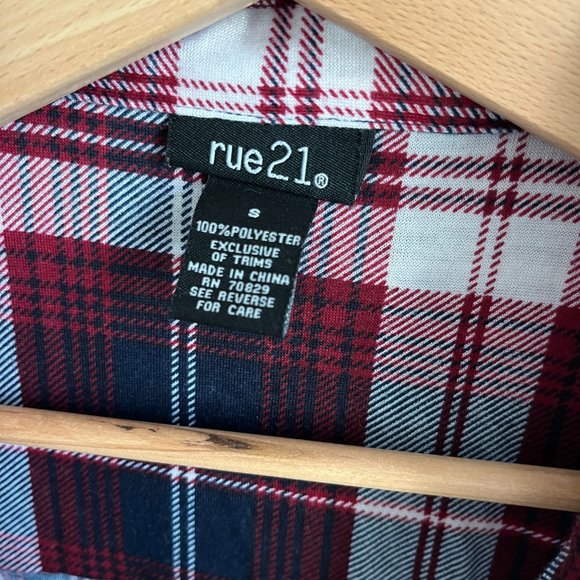 rue21®
S
100%POLYESTER
EXCLUSIVE
OF TRIMS
MADE IN CHINA
RN 70829
SEE REVERSE
FOR CARE